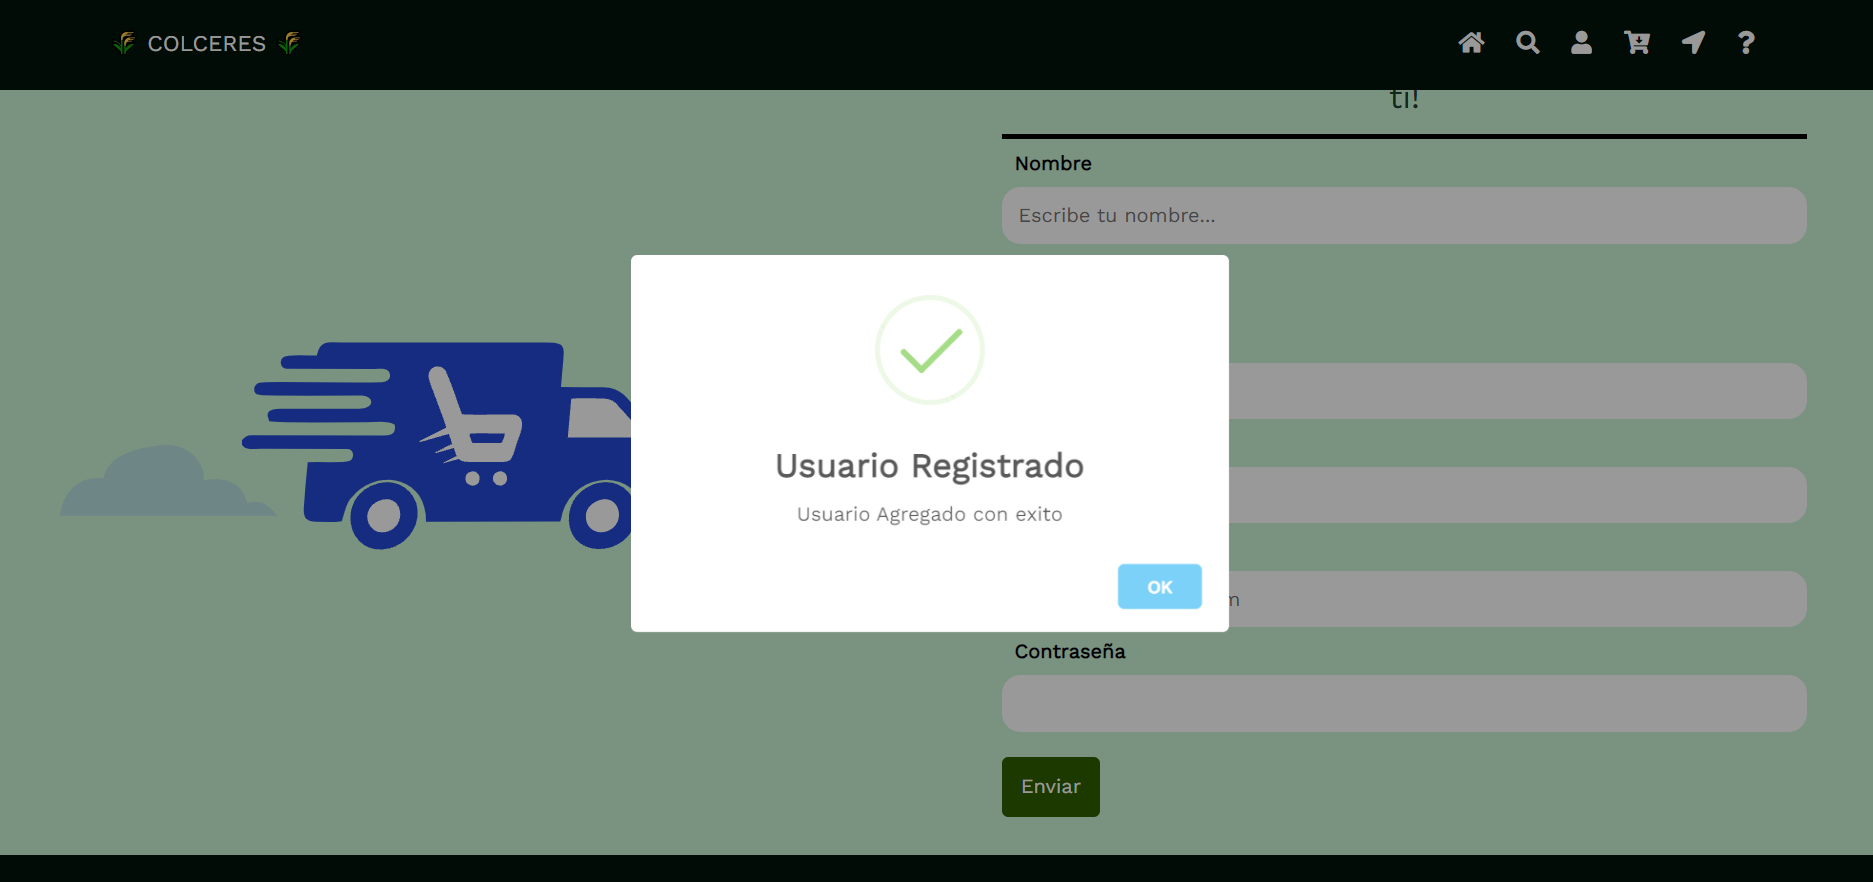 COLCERES
ti!
Nombre
Escribe tu nombre...
Usuario Registrado
Usuario Agregado con exito
OK
Contraseña
Enviar